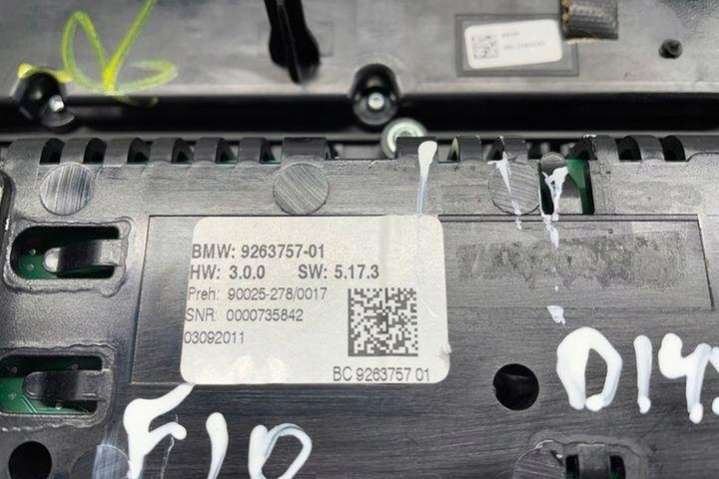 BMW: 9263757-01
HW: 3.0.0 SW: 5.17.3
Preh: 90025-278/0017
SNR: 0000735842
03092011
BC 9263757 01
F10